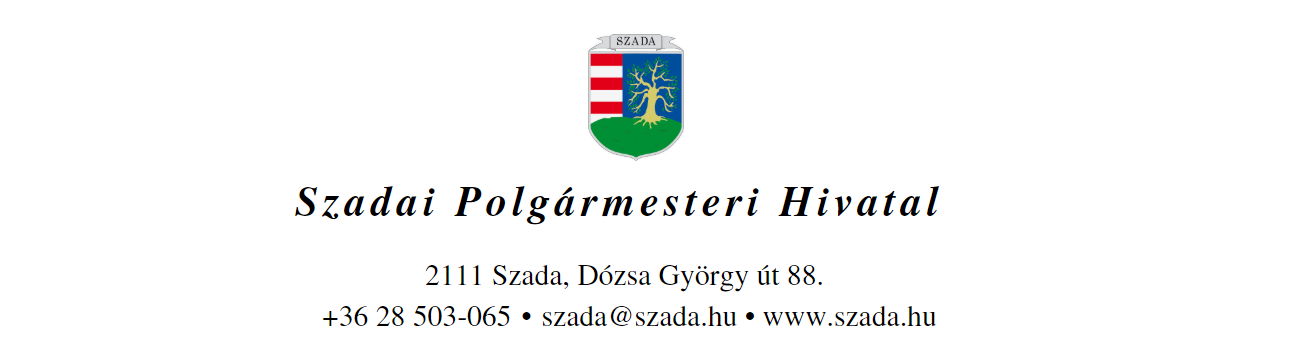 SZADA
Szadai Polgármesteri Hivatal
2111 Szada, Dózsa György út 88.
+36 28 503-065 • szada@szada.hu • www.szada.hu